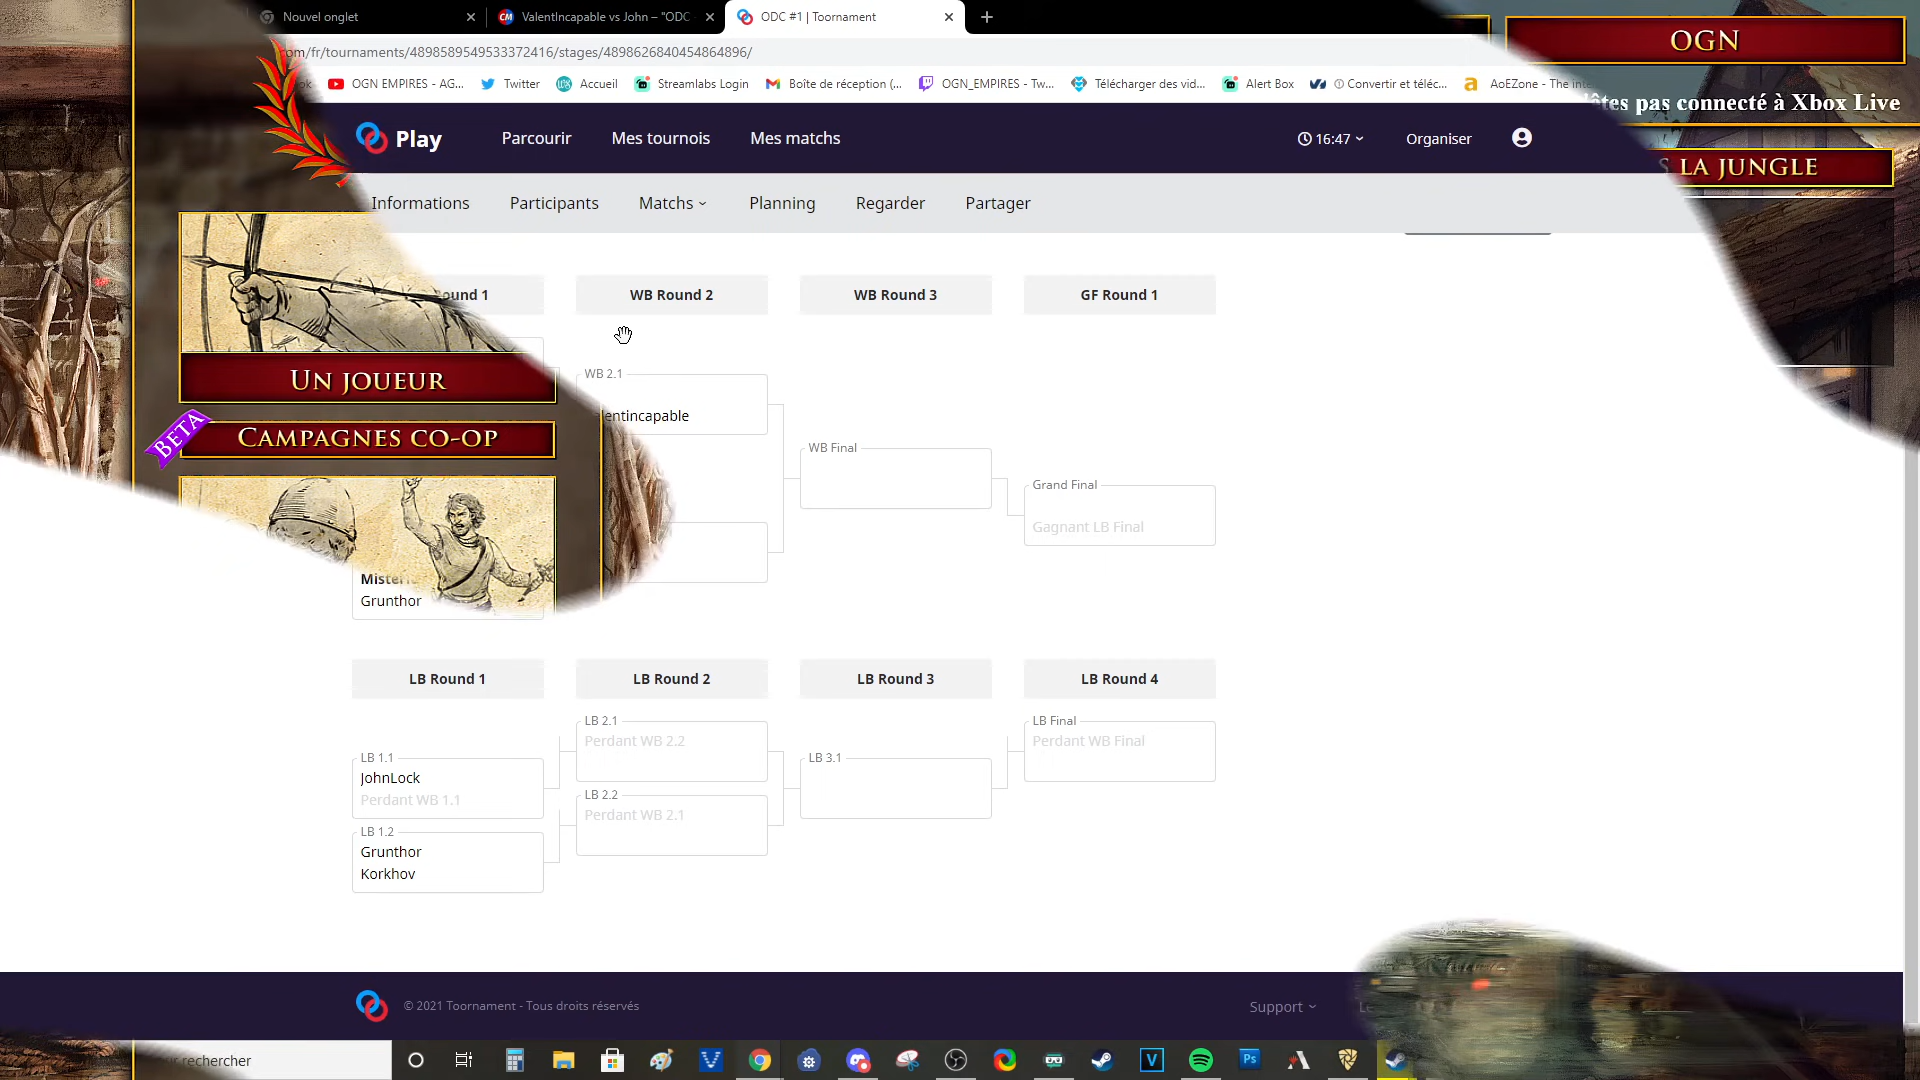 Nouvel onglet
ValentIncapable vs John – "ODC
ODC #1 | Toornament
OGN
.com/fr/tournaments/4898589549533372416/stages/4898626840454864896/
OGN EMPIRES - AG...
Twitter
Accueil
Streamlabs Login
Boîte de réception (...
OGN_EMPIRES - Tw...
Télécharger des vid...
Alert Box
Convertir et téléc...
AoEZone - The inte
êtes pas connecté à Xbox Live
Play
Parcourir
Mes tournois
Mes matchs
16:47
Organiser
LA JUNGLE
Informations
Participants
Matchs
Planning
Regarder
Partager
ound 1
WB Round 2
WB Round 3
GF Round 1
WB 2.1
lentincapable
Un joueur
BETA
Campagnes co-op
WB Final
Grand Final
Gagnant LB Final
Misteri
Grunthor
LB Round 1
LB Round 2
LB Round 3
LB Round 4
LB 2.1
Perdant WB 2.2
LB Final
Perdant WB Final
LB 1.1
JohnLock
Perdant WB 1.1
LB 3.1
LB 2.2
Perdant WB 2.1
LB 1.2
Grunthor
Korkhov
© 2021 Toornament - Tous droits réservés
Support
Le
ur rechercher